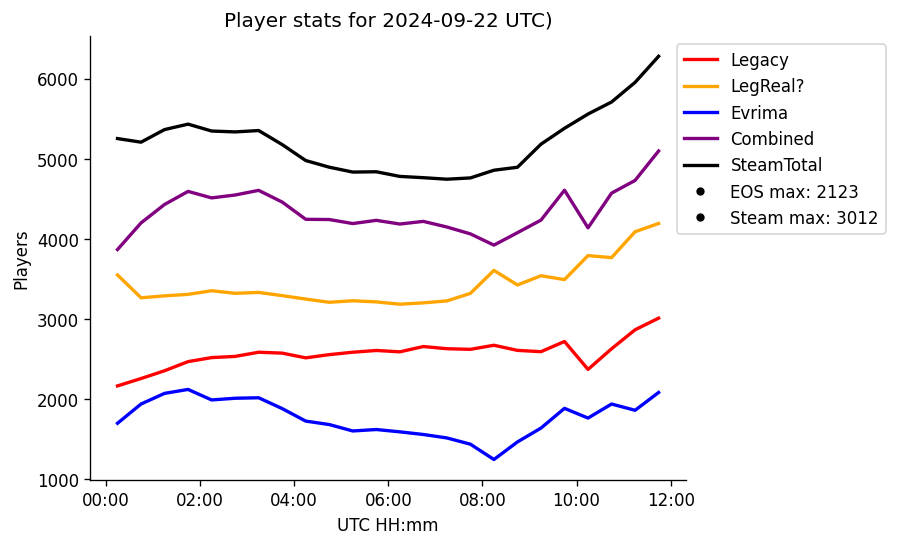 Player stats for 2024-09-22 UTC)
Legacy
LegReal?
Evrima
Combined
SteamTotal
EOS max: 2123
Steam max: 3012
Players
6000
5000
4000
3000
2000
1000
00:00 02:00 04:00 06:00 08:00 10:00 12:00
UTC HH:mm